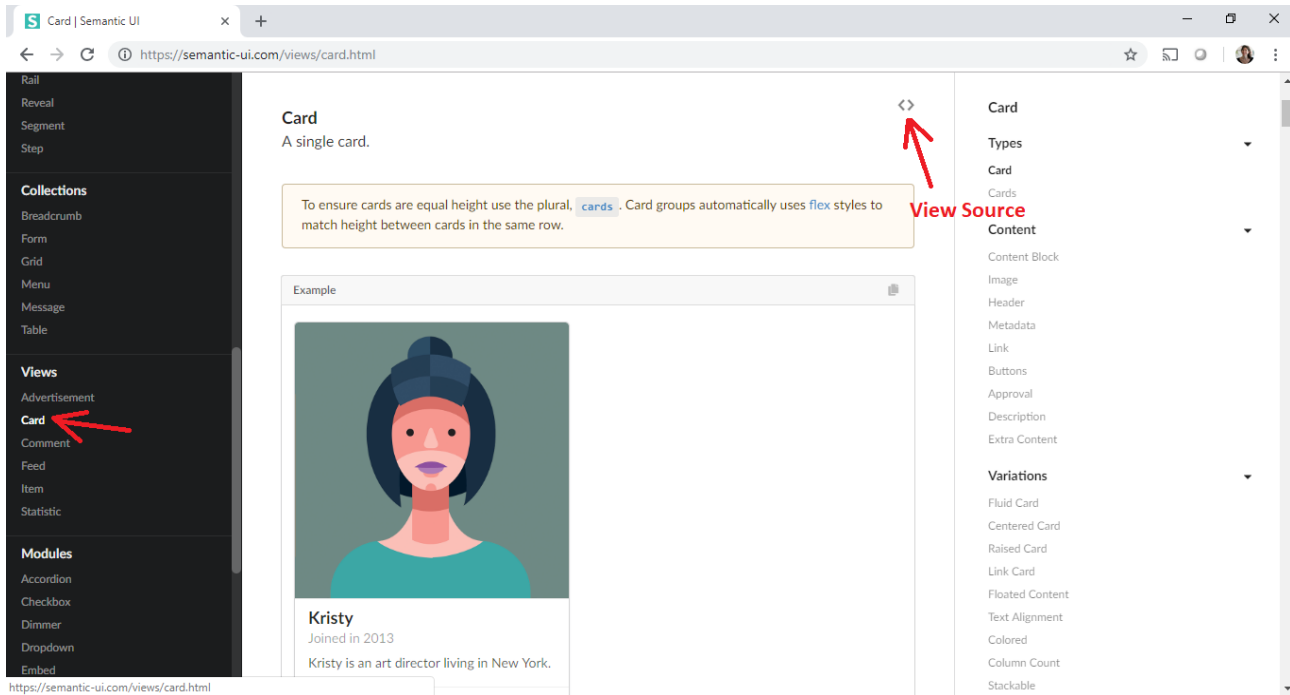 Card | Semantic UI
https://semantic-ui.com/views/card.html
Rail
Reveal
Segment
Step
Collections
Breadcrumb
Form
Grid
Menu
Message
Table
Views
Advertisement
Card
Comment
Feed
Item
Statistic
Modules
Accordion
Checkbox
Dimmer
Dropdown
Embed
https://semantic-ui.com/views/card.html
Card
A single card.
To ensure cards are equal height use the plural, cards . Card groups automatically uses flex styles to
match height between cards in the same row.
Example
Kristy
Joined in 2013
Kristy is an art director living in New York.
View Source
Card
Types
Card
Cards
Content
Content Block
Image
Header
Metadata
Link
Buttons
Approval
Description
Extra Content
Variations
Fluid Card
Centered Card
Raised Card
Link Card
Floated Content
Text Alignment
Colored
Column Count
Stackable